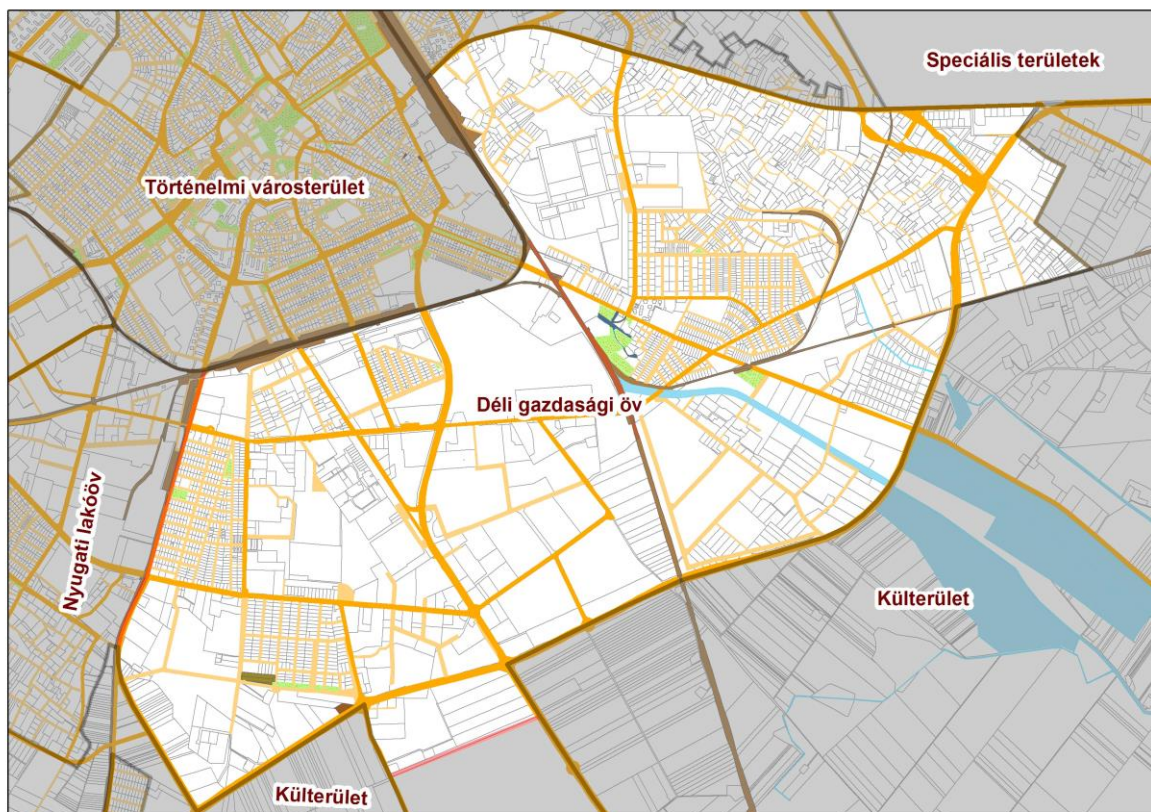 Speciális területek
Történelmi városterület
Déli gazdasági öv
Nyugati lakóöv
Külterület
Külterület